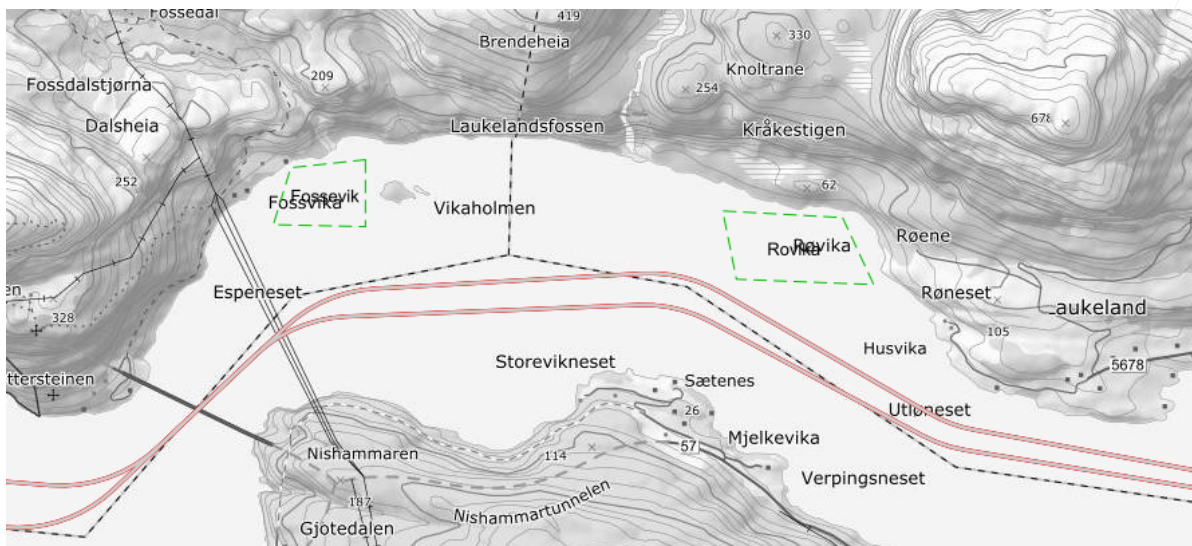 Fossedal
419
Brendeheia
330
Knoltrane
209
Fossdalstjørna
254
Dalsheia
Laukelandsfossen
Kråkestigen
678
252
62
Fossevik
Fossvika
Vikaholmen
Røene
Røvika
Rovika
en
Espeneset
Røneset
328
105
aukeland
Husvika
Storevikneset
5678
ttersteinen
Sætenes
26
Utløneset
Mjelkevika
57
Nishammaren
114
Verpingsneset
187
Nishammartunnelen
Gjøtedalen